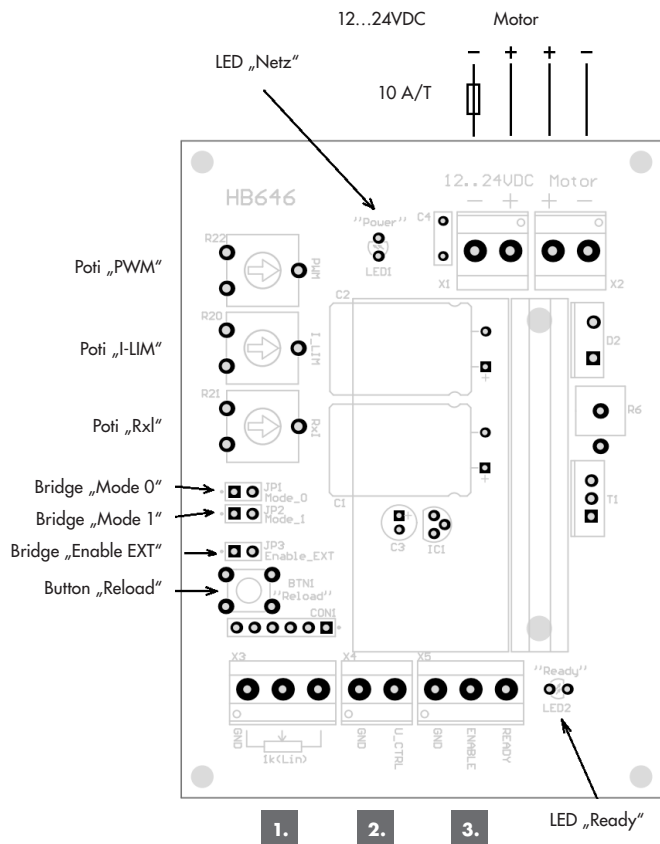 12...24VDC Motor
− + + −
LED „Netz“
10 A/T
12..24VDC Motor
− + + −
HB646
"Power"
C4
LED1
X1 X2
R22
Poti „PWM“
PWM
C2
R20
Poti „I-LIM“
I_LIM
D2
+
R21
Poti „Rxl“
RxI
R6
+
Bridge „Mode 0“
JP1
Mode_0
C1
T1
Bridge „Mode 1“
JP2
Mode_1
+
C3 IC1
Bridge „Enable EXT“
JP3
Enable_EXT
Button „Reload“
BTN1
"Reload"
CON1
X3 X4 X5
"Ready"
LED2
GND
1k(Lin)
GND
U_CTRL
GND
ENABLE
READY
1. 2. 3.
LED „Ready“